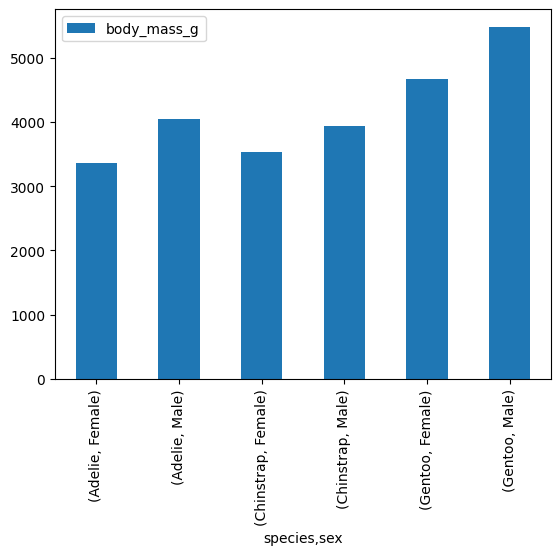 body_mass_g
5000
4000
3000
2000
1000
0
(Adelie, Female)
(Adelie, Male)
(Chinstrap, Female)
(Chinstrap, Male)
(Gentoo, Female)
(Gentoo, Male)
species,sex